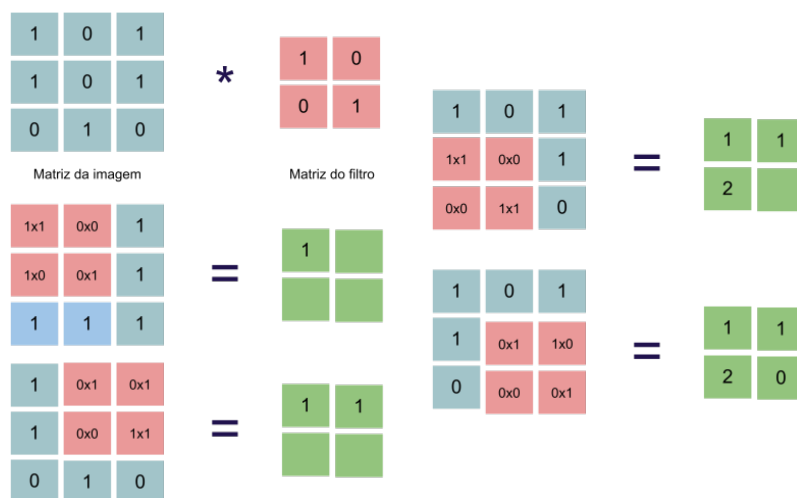 1 0 1
1 0 1
0 1 0
*
1 0
0 1
Matriz da imagem
Matriz do filtro
1x1 0x0 1
1x0 0x1 1
1 1 1
=
1
1 0x1 0x1
1 0x0 1x1
0 1 0
=
1 1
1 0 1
1x1 0x0 1
0x0 1x1 0
=
1 1
2
1 0 1
1 0x1 1x0
0 0x0 0x1
=
1 1
2 0